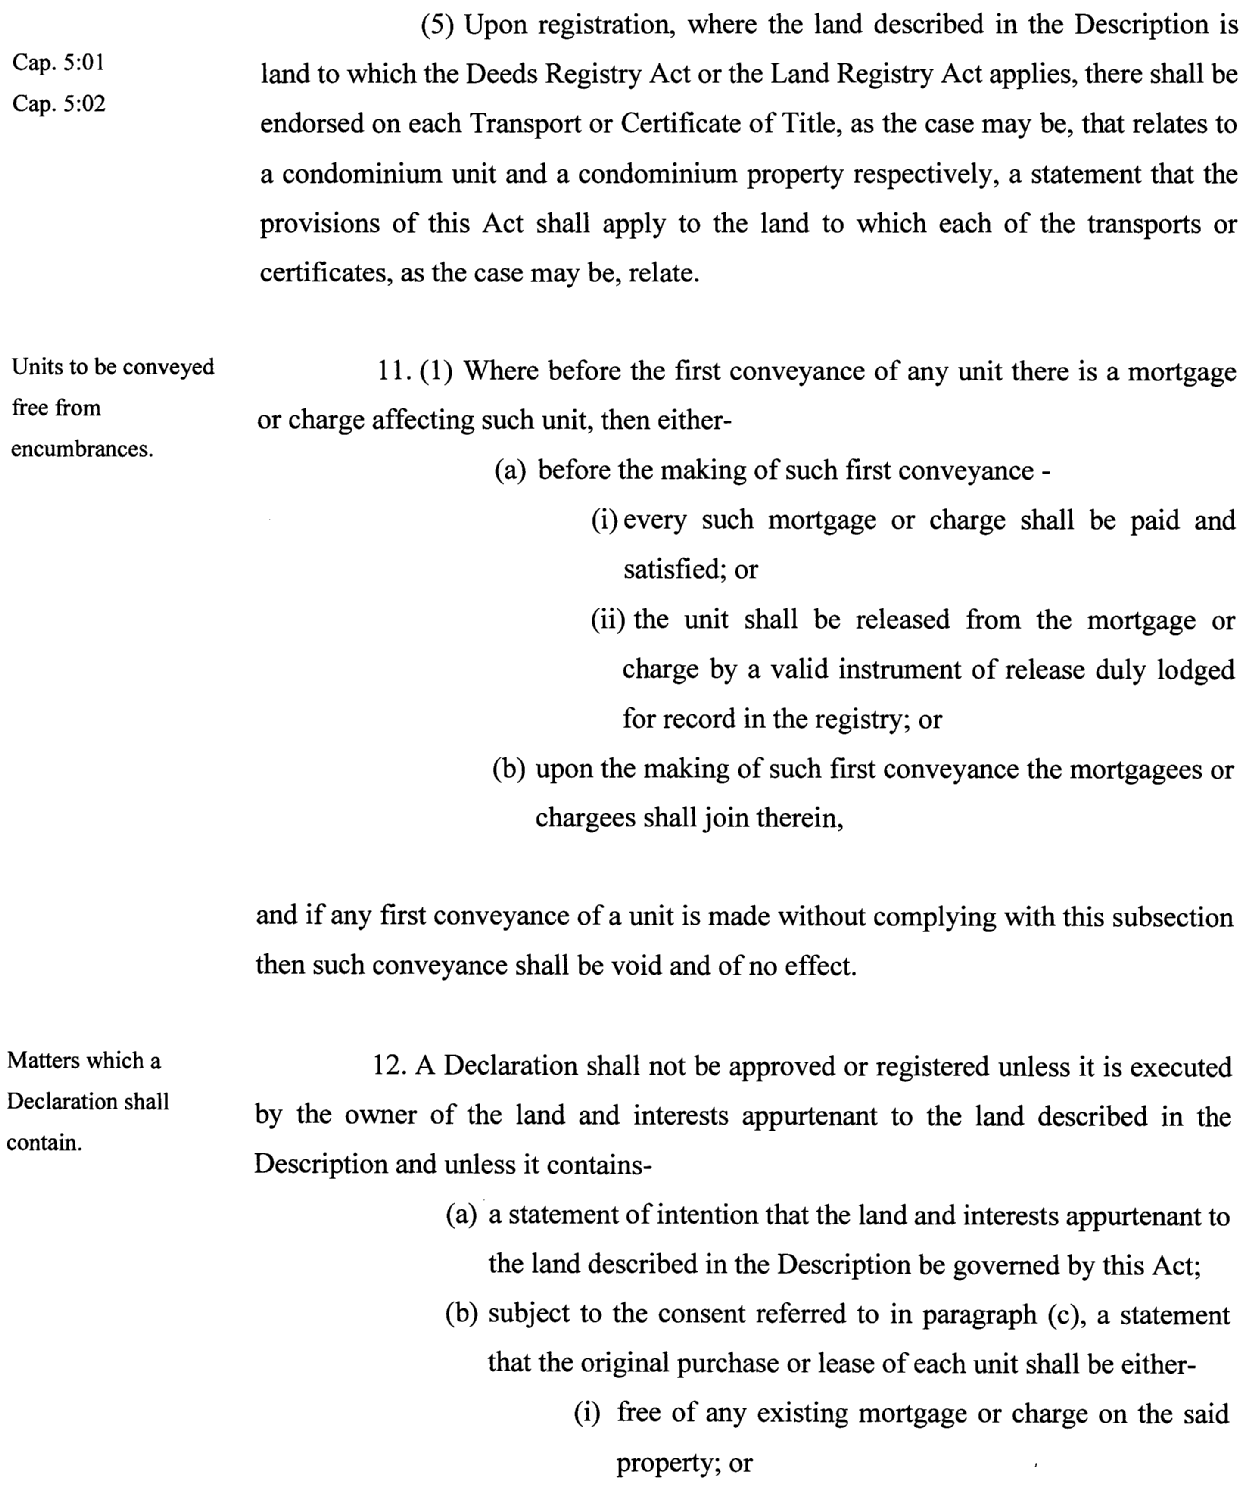 (5) Upon registration, where the land described in the Description is
Cap. 5:01
land to which the Deeds Registry Act or the Land Registry Act applies, there shall be
Cap. 5:02
endorsed on each Transport or Certificate of Title, as the case may be, that relates to
a condominium unit and a condominium property respectively, a statement that the
provisions of this Act shall apply to the land to which each of the transports or
certificates, as the case may be, relate.
Units to be conveyed
free from
encumbrances.
11. (1) Where before the first conveyance of any unit there is a mortgage
or charge affecting such unit, then either-
(a) before the making of such first conveyance -
(i) every such mortgage or charge shall be paid and
satisfied; or
(ii) the unit shall be released from the mortgage or
charge by a valid instrument of release duly lodged
for record in the registry; or
(b) upon the making of such first conveyance the mortgagees or
chargees shall join therein,
and if any first conveyance of a unit is made without complying with this subsection
then such conveyance shall be void and of no effect.
Matters which a
Declaration shall
contain.
12. A Declaration shall not be approved or registered unless it is executed
by the owner of the land and interests appurtenant to the land described in the
Description and unless it contains-
(a) a statement of intention that the land and interests appurtenant to
the land described in the Description be governed by this Act;
(b) subject to the consent referred to in paragraph (c), a statement
that the original purchase or lease of each unit shall be either-
(i) free of any existing mortgage or charge on the said
property; or